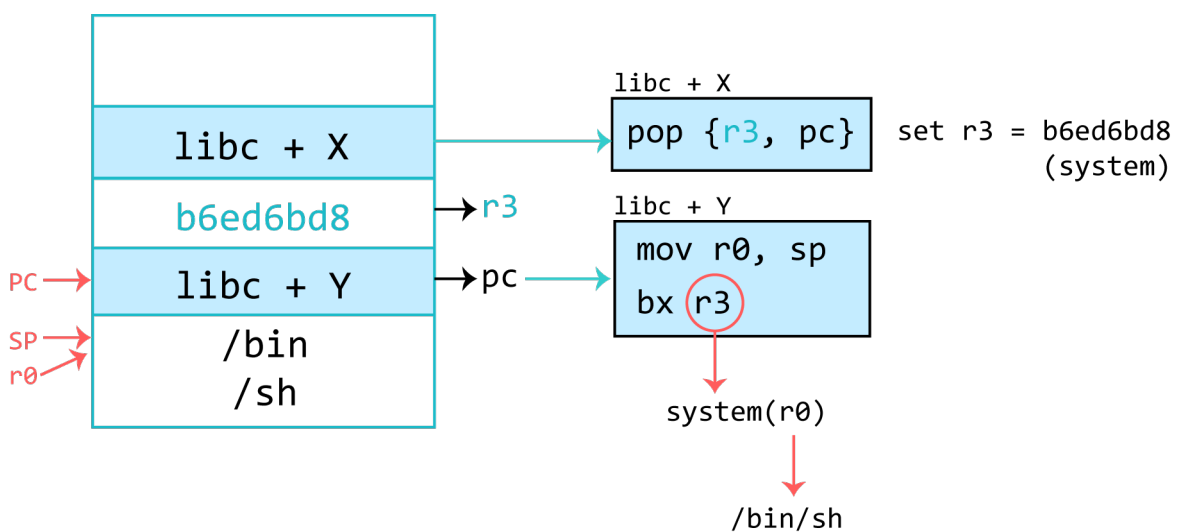 libc + X
b6ed6bd8
r3
PC
libc + Y
pc
SP
r0
/bin
/sh
libc + X
pop {r3, pc}
set r3 = b6ed6bd8
(system)
libc + Y
mov r0, sp
bx r3
system(r0)
/bin/sh